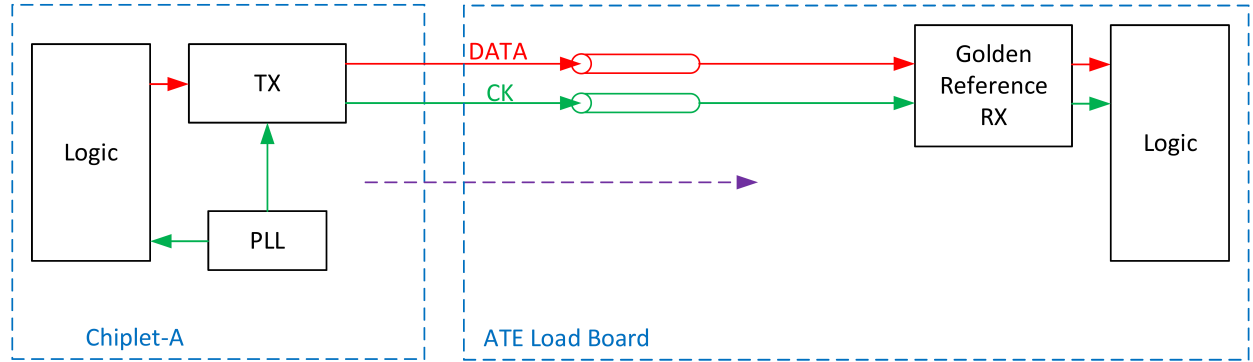 Logic
TX
PLL
Chiplet-A
DATA
CK
Golden
Reference
RX
Logic
ATE Load Board